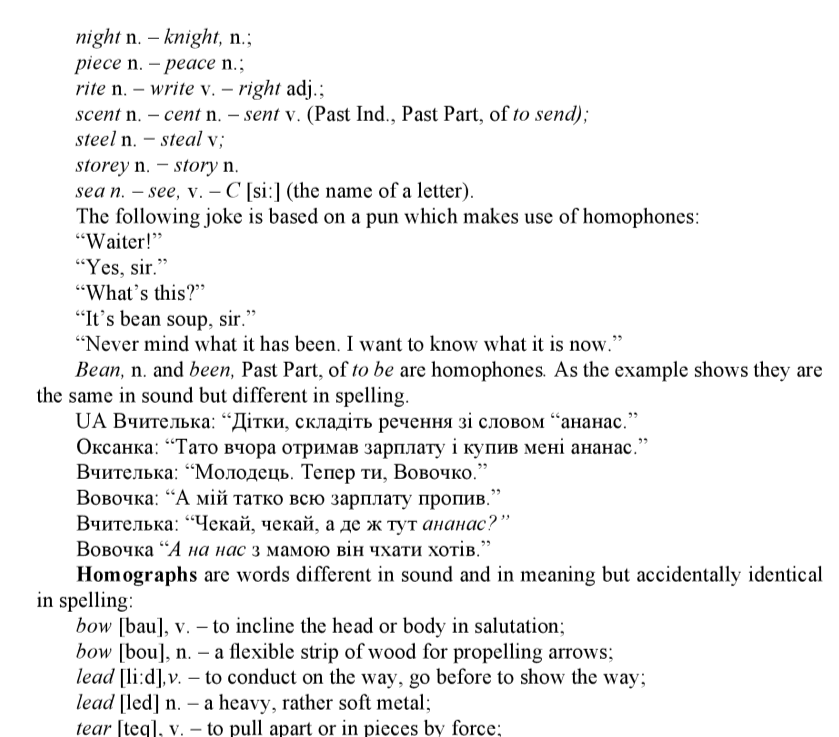 night n. – knight, n.;
piece n. – peace n.;
rite n. – write v. – right adj.;
scent n. – cent n. – sent v. (Past Ind., Past Part, of to send);
steel n. – steal v;
storey n. – story n.
sea n. – see, v. – C [si:] (the name of a letter).
The following joke is based on a pun which makes use of homophones:
“Waiter!”
“Yes, sir.”
“What’s this?”
“It’s bean soup, sir.”
“Never mind what it has been. I want to know what it is now.”
Bean, n. and been, Past Part, of to be are homophones. As the example shows they are
the same in sound but different in spelling.
UA Вчителька: “Дітки, складіть речення зі словом “ананас.”
Оксанка: “Тато вчора отримав зарплату і купив мені ананас.”
Вчителька: “Молодець. Тепер ти, Вовочко.”
Вовочка: “А мій татко всю зарплату пропив.”
Вчителька: “Чекай, чекай, а де ж тут ананас?”
Вовочка “А на нас з мамою він чхати хотів.”
Homographs are words different in sound and in meaning but accidentally identical
in spelling:
bow [bau], v. – to incline the head or body in salutation;
bow [bou], n. – a flexible strip of wood for propelling arrows;
lead [li:d],v. – to conduct on the way, go before to show the way;
lead [led] n. – a heavy, rather soft metal;
tear [teq], v. – to pull apart or in pieces by force;